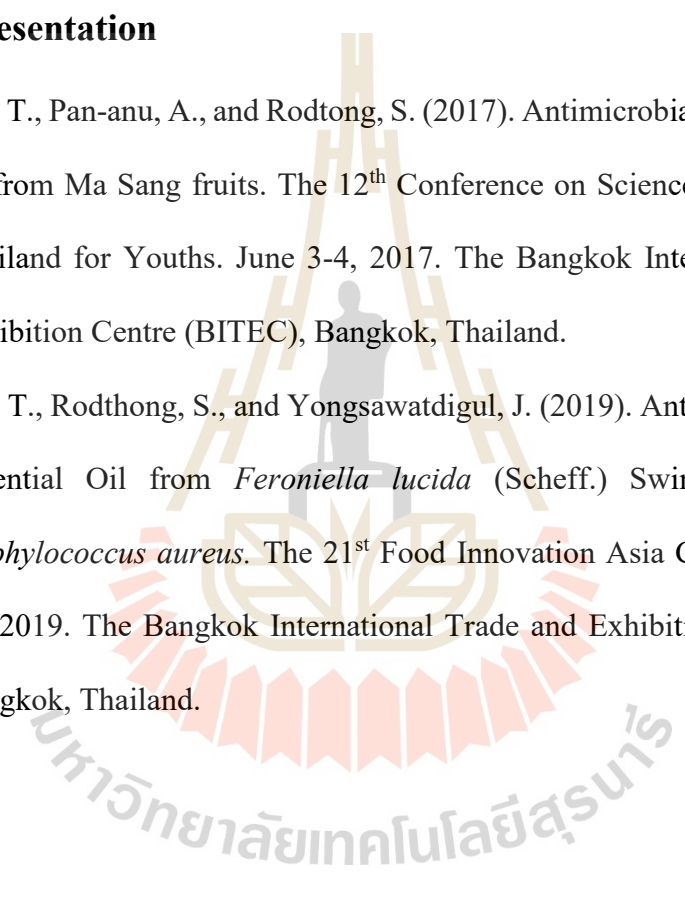 esentation
T., Pan-anu, A., and Rodtong, S. (2017). Antimicrobia
from Ma Sang fruits. The 12th Conference on Science
iland for Youths. June 3-4, 2017. The Bangkok Inte
ibition Centre (BITEC), Bangkok, Thailand.
T., Rodthong, S., and Yongsawatdigul, J. (2019). Ant
ential Oil from Feroniella lucida (Scheff.) Swin
phylococcus aureus. The 21st Food Innovation Asia C
2019. The Bangkok International Trade and Exhibiti
gkok, Thailand.
มหาวิทยาลัยเทคโนโลยีสุรนารี